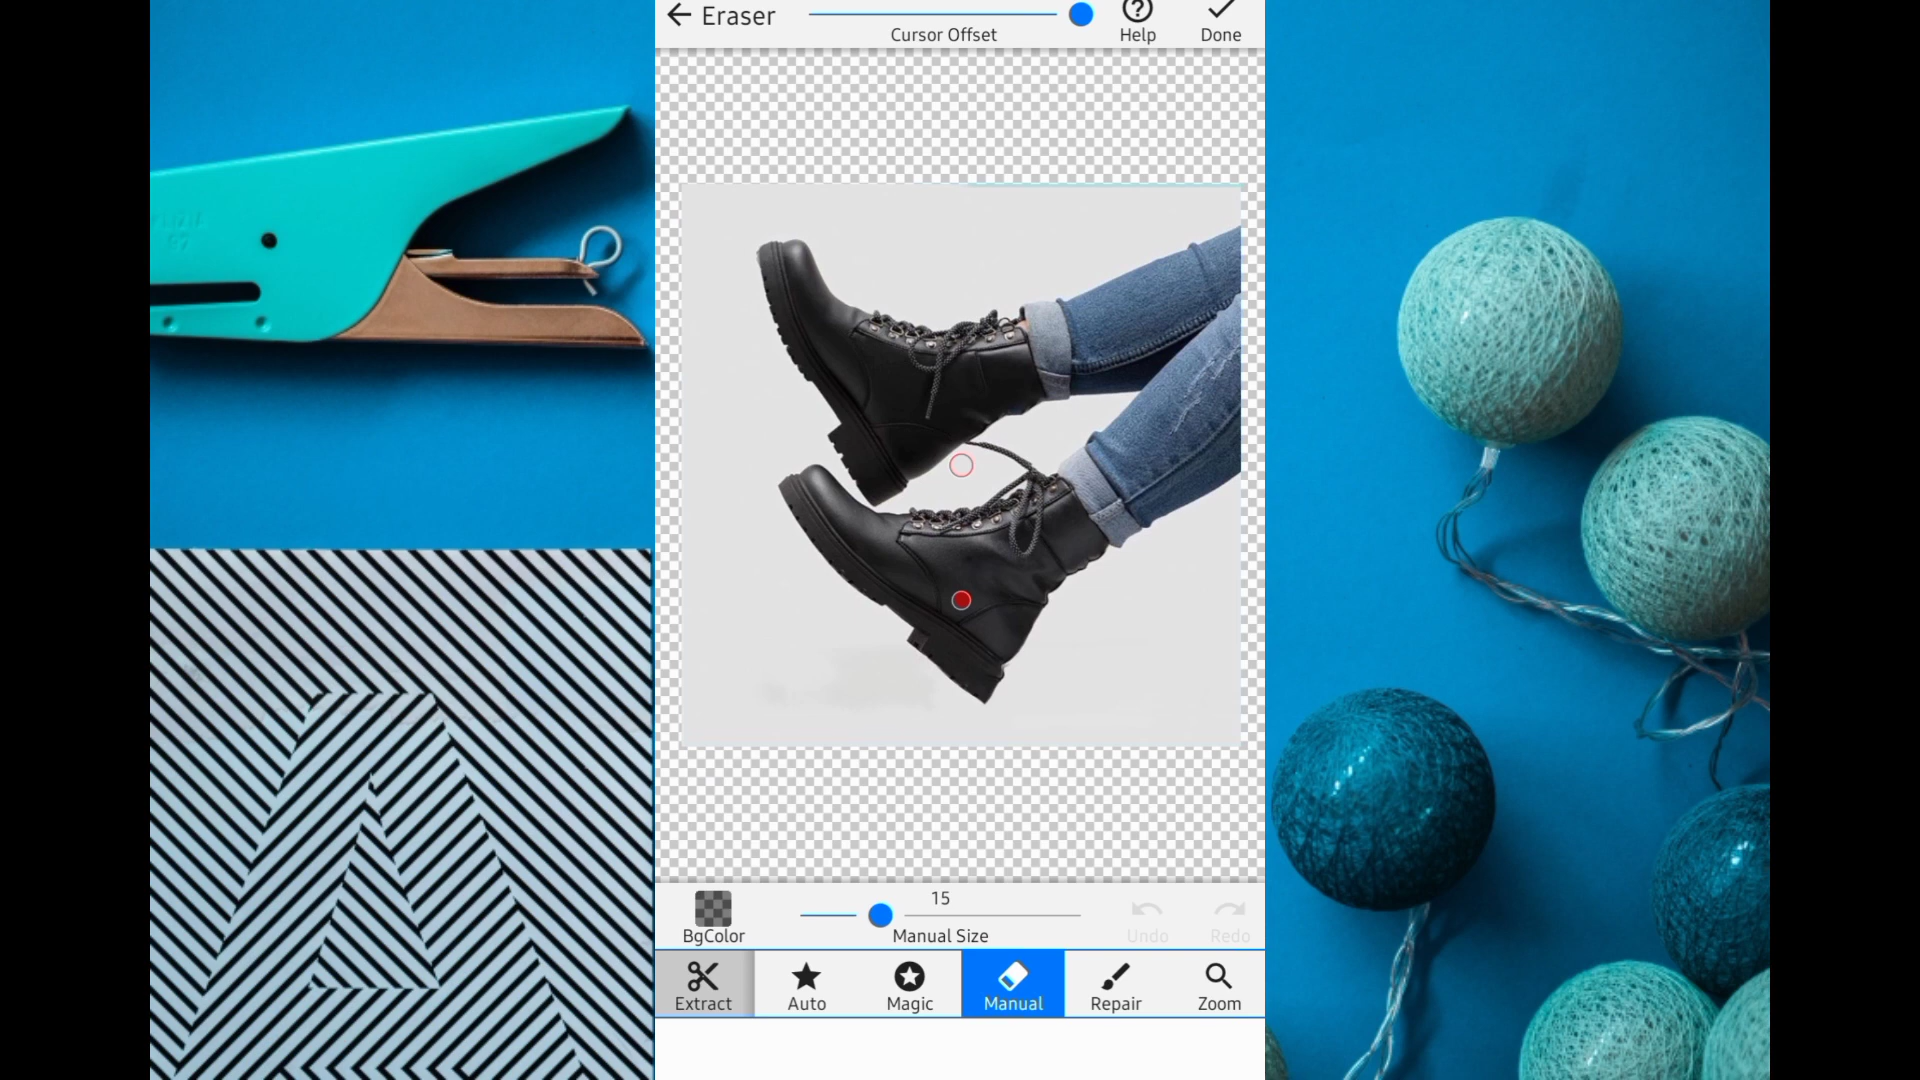 Eraser
Cursor Offset
Help
Done
15
BgColor
Manual Size
Undo
Redo
Extract
Auto
Magic
Manual
Repair
Zoom